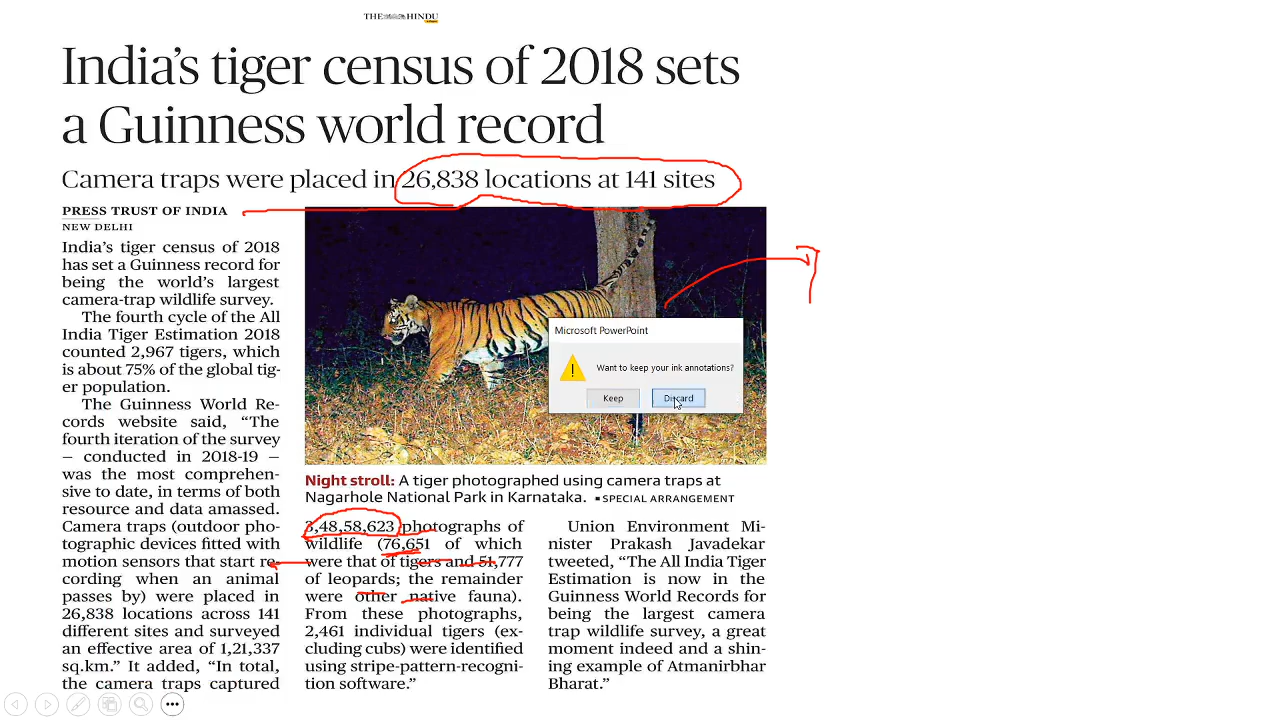 THE HINDU
India’s tiger census of 2018 sets
a Guinness world record
Camera traps were placed in 26,838 locations at 141 sites
PRESS TRUST OF INDIA
NEW DELHI
India’s tiger census of 2018
has set a Guinness record for
being the world’s largest
camera-trap wildlife survey.
The fourth cycle of the All
India Tiger Estimation 2018
counted 2,967 tigers, which
is about 75% of the global tig-
er population.
The Guinness World Re-
cords website said, “The
fourth iteration of the survey
– conducted in 2018-19 –
was the most comprehen-
sive to date, in terms of both
resource and data amassed.
Camera traps (outdoor pho-
tographic devices fitted with
motion sensors that start re-
cording when an animal
passes by) were placed in
26,838 locations across 141
different sites and surveyed
an effective area of 1,21,337
sq.km.” It added, “In total,
the camera traps captured
Microsoft PowerPoint
Want to keep your ink annotations?
Keep Discard
Night stroll: A tiger photographed using camera traps at
Nagarhole National Park in Karnataka. ▪SPECIAL ARRANGEMENT
3,48,58,623 photographs of
wildlife (76,651 of which
were that of tigers and 51,777
of leopards; the remainder
were other native fauna).
From these photographs,
2,461 individual tigers (ex-
cluding cubs) were identified
using stripe-pattern-recogni-
tion software.”
Union Environment Mi-
nister Prakash Javadekar
tweeted, “The All India Tiger
Estimation is now in the
Guinness World Records for
being the largest camera
trap wildlife survey, a great
moment indeed and a shin-
ing example of Atmanirbhar
Bharat.”